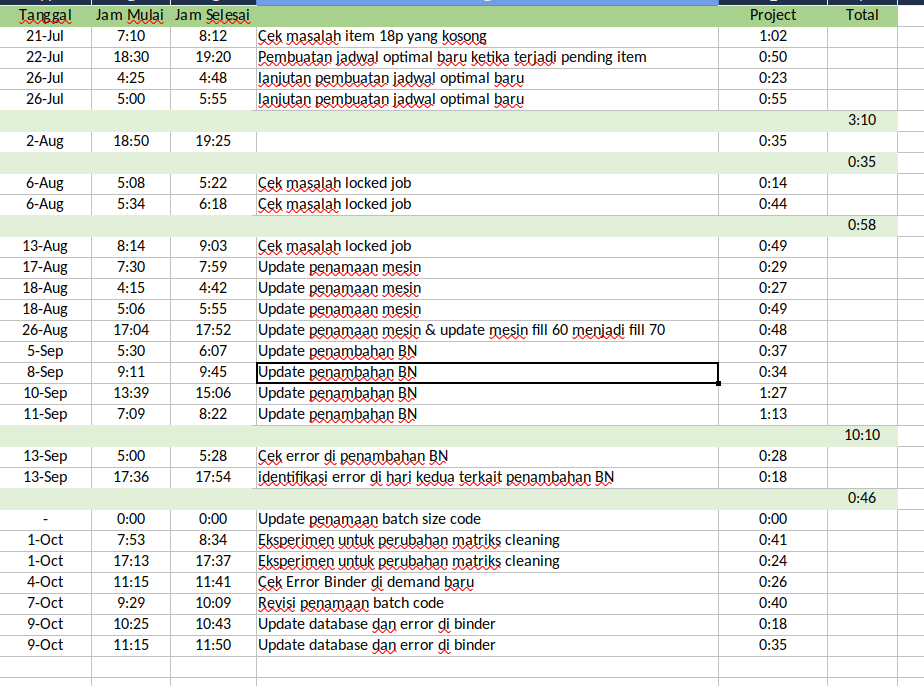 Tanggal Jam Mulai Jam Selesai Project Total
21-Jul 7:10 8:12 Cek masalah item 18p yang kosong 1:02
22-Jul 18:30 19:20 Pembuatan jadwal optimal baru ketika terjadi pending item 0:50
26-Jul 4:25 4:48 lanjutan pembuatan jadwal optimal baru 0:23
26-Jul 5:00 5:55 lanjutan pembuatan jadwal optimal baru 0:55
3:10
2-Aug 18:50 19:25 0:35
0:35
6-Aug 5:08 5:22 Cek masalah locked job 0:14
6-Aug 5:34 6:18 Cek masalah locked job 0:44
0:58
13-Aug 8:14 9:03 Cek masalah locked job 0:49
17-Aug 7:30 7:59 Update penamaan mesin 0:29
18-Aug 4:15 4:42 Update penamaan mesin 0:27
18-Aug 5:06 5:55 Update penamaan mesin 0:49
26-Aug 17:04 17:52 Update penamaan mesin & update mesin fill 60 menjadi fill 70 0:48
5-Sep 5:30 6:07 Update penambahan BN 0:37
8-Sep 9:11 9:45 Update penambahan BN 0:34
10-Sep 13:39 15:06 Update penambahan BN 1:27
11-Sep 7:09 8:22 Update penambahan BN 1:13
10:10
13-Sep 5:00 5:28 Cek error di penambahan BN 0:28
13-Sep 17:36 17:54 identifikasi error di hari kedua terkait penambahan BN 0:18
0:46
- 0:00 0:00 Update penamaan batch size code 0:00
1-Oct 7:53 8:34 Eksperimen untuk perubahan matriks cleaning 0:41
1-Oct 17:13 17:37 Eksperimen untuk perubahan matriks cleaning 0:24
4-Oct 11:15 11:41 Cek Error Binder di demand baru 0:26
7-Oct 9:29 10:09 Revisi penamaan batch code 0:40
9-Oct 10:25 10:43 Update database dan error di binder 0:18
9-Oct 11:15 11:50 Update database dan error di binder 0:35